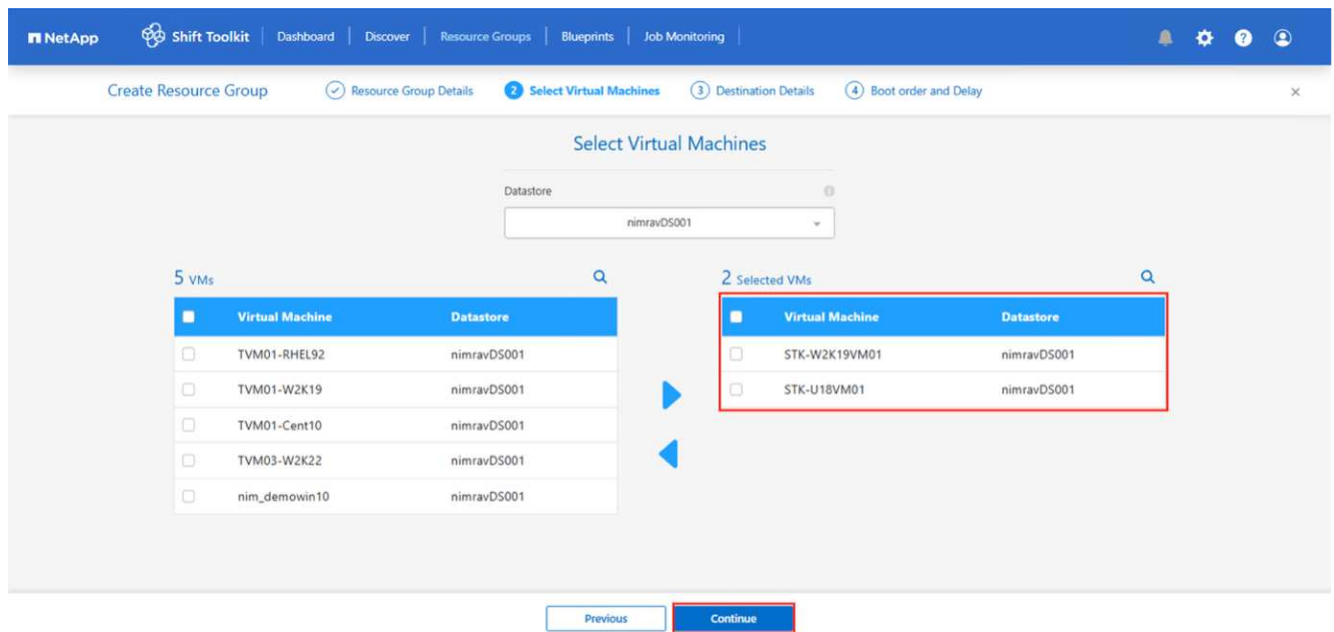 NetApp Shift Toolkit Dashboard Discover Resource Groups Blueprints Job Monitoring ?
Create Resource Group Resource Group Details 2 Select Virtual Machines 3 Destination Details 4 Boot order and Delay
Select Virtual Machines
Datastore
nimravDS001
5 VMs
Virtual Machine Datastore
TVM01-RHEL92 nimravDS001
TVM01-W2K19 nimravDS001
TVM01-Cent10 nimravDS001
TVM03-W2K22 nimravDS001
nim_demowin10 nimravDS001
2 Selected VMs
Virtual Machine Datastore
STK-W2K19VM01 nimravDS001
STK-U18VM01 nimravDS001
Previous Continue